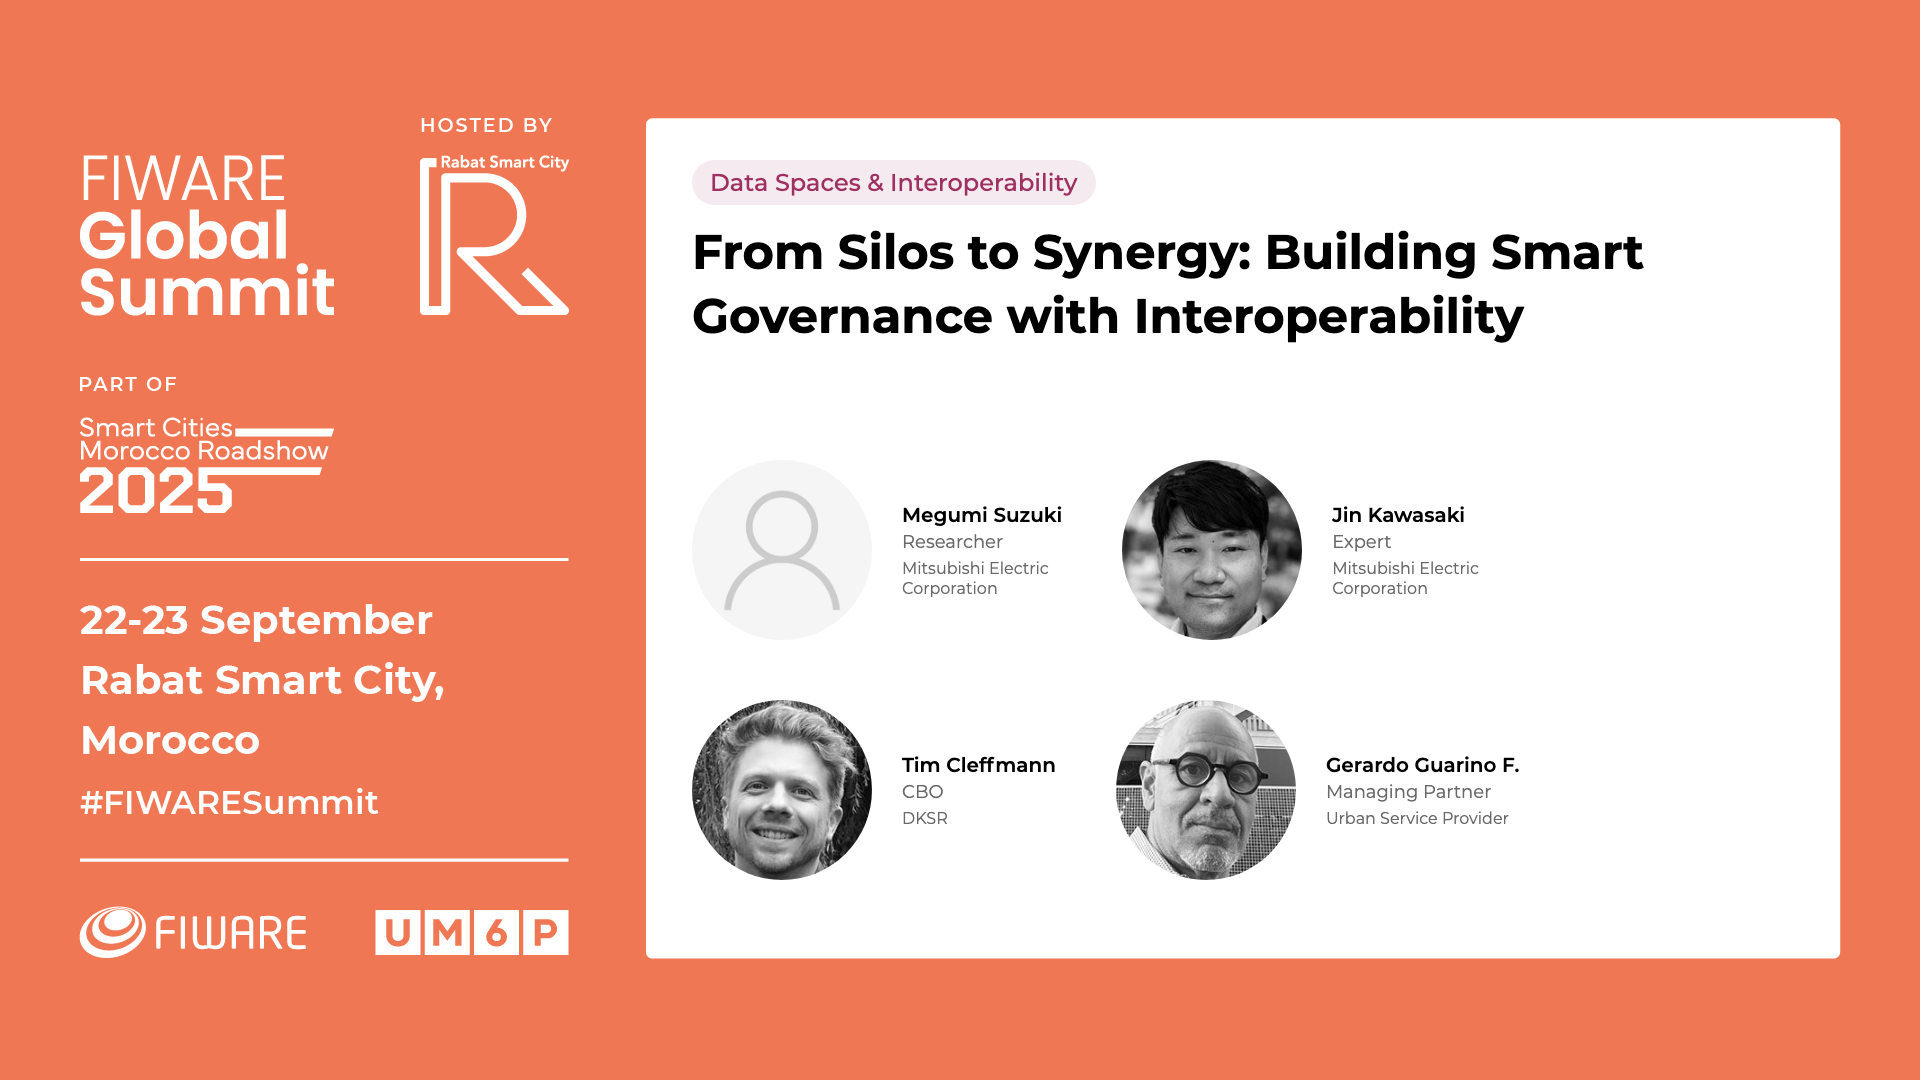 FIWARE
Global
Summit
HOSTED BY
Rabat Smart City
R
PART OF
Smart Cities
Morocco Roadshow
2025
22-23 September
Rabat Smart City,
Morocco
#FIWARESummit
FIWARE
UM6P
Data Spaces & Interoperability
From Silos to Synergy: Building Smart
Governance with Interoperability
Megumi Suzuki
Researcher
Mitsubishi Electric
Corporation
Jin Kawasaki
Expert
Mitsubishi Electric
Corporation
Tim Cleffmann
CBO
DKSR
Gerardo Guarino F.
Managing Partner
Urban Service Provider